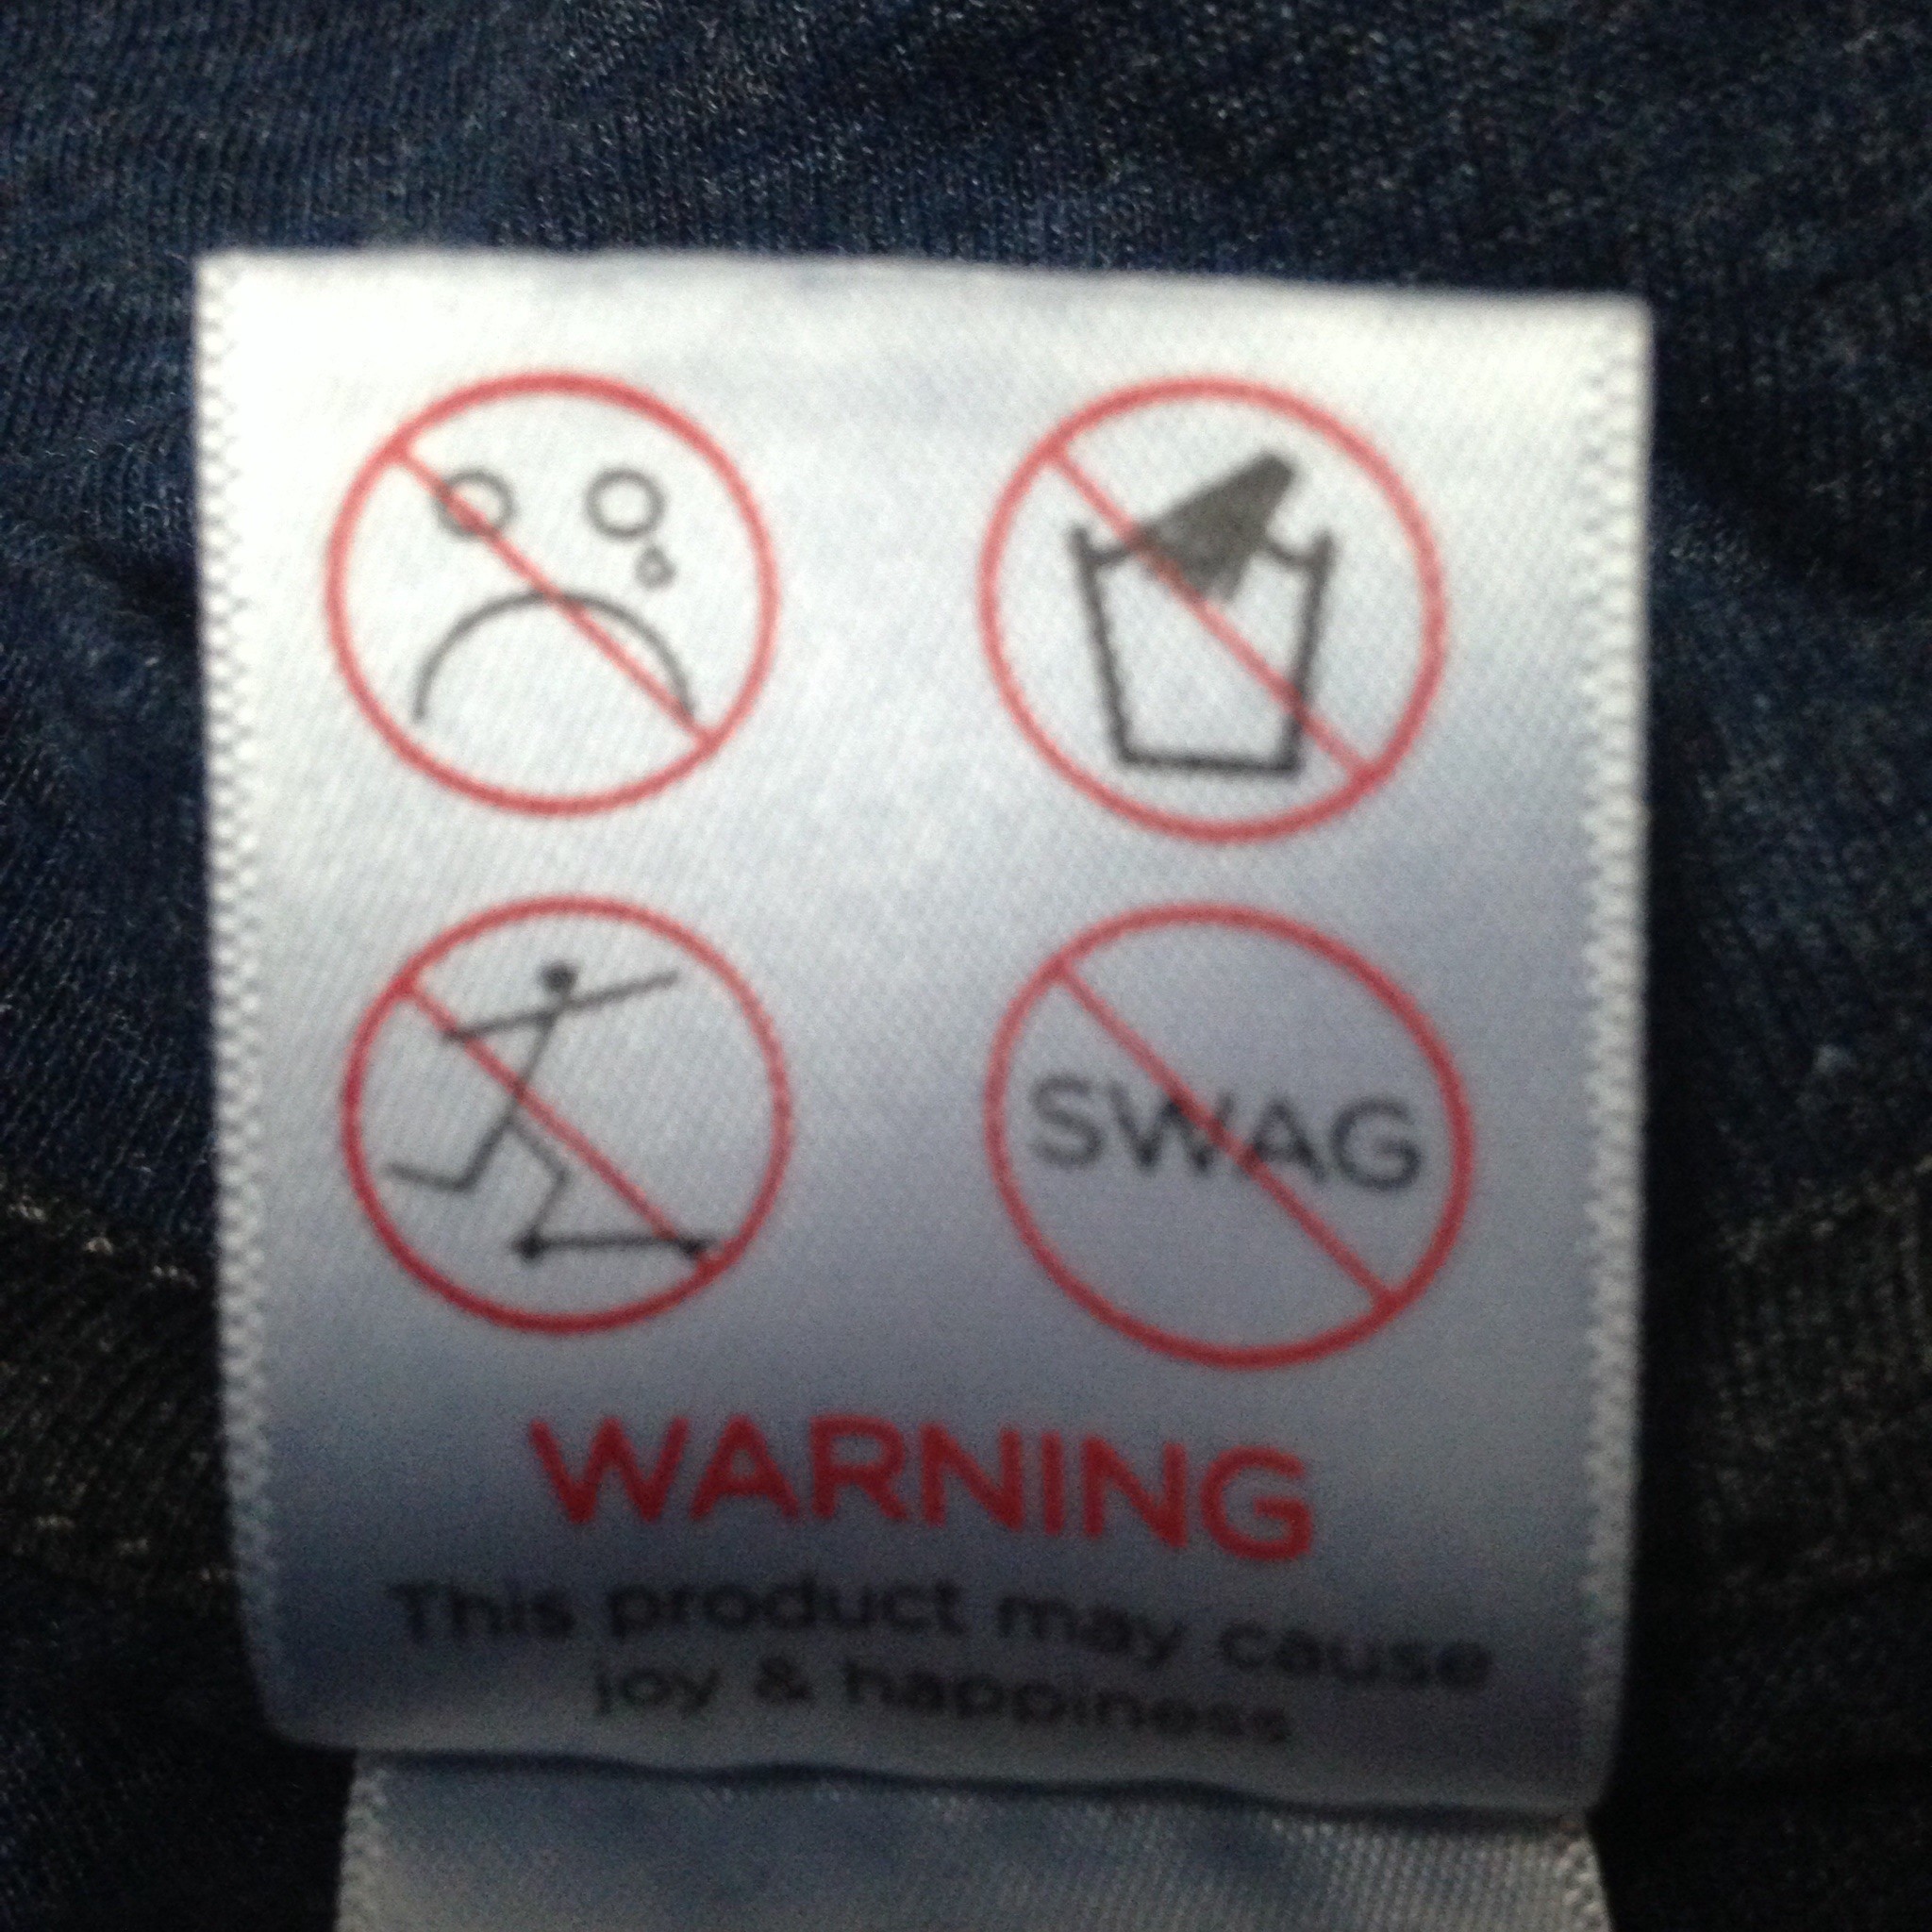 SWAG
WARNING
This product may cause
joy & happiness